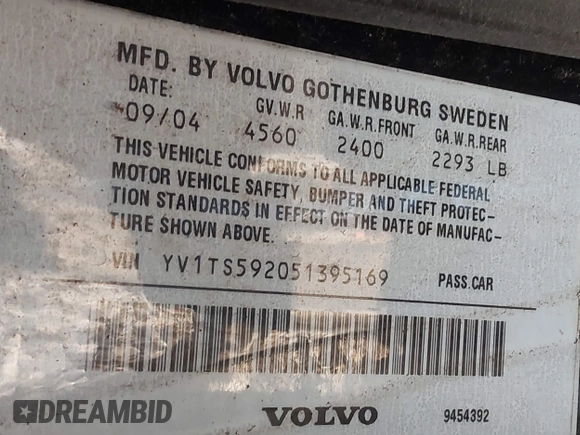 MFD. BY VOLVO GOTHENBURG SWEDEN
DATE: G.V.W.R GA.W.R.FRONT GA.W.R.REAR
09/04 4560 2400 2293 LB
THIS VEHICLE CONFORMS TO ALL APPLICABLE FEDERAL
MOTOR VEHICLE SAFETY, BUMPER AND THEFT PROTEC-
TION STANDARDS IN EFFECT ON THE DATE OF MANUFAC-
TURE SHOWN ABOVE.
VIN YV1TS592051395169 PASS.CAR
VOLVO 9454392
DREAMBID